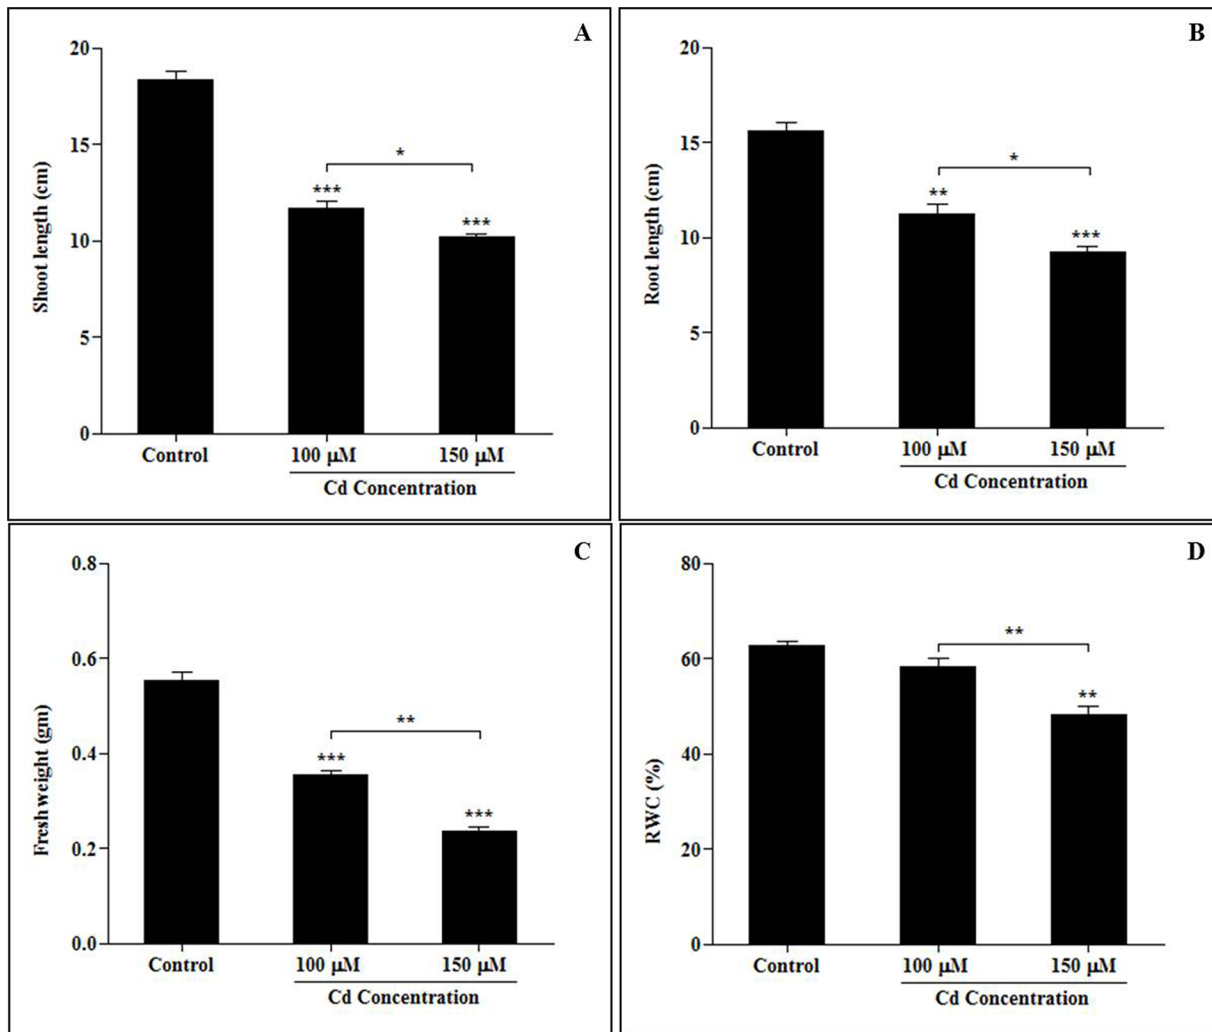 A
20
15
10
5
0
Shoot length (cm)
*
***
***
Control
100 µM
150 µM
Cd Concentration
B
20
15
10
5
0
Root length (cm)
*
**
***
Control
100 µM
150 µM
Cd Concentration
C
0.8
0.6
0.4
0.2
0.0
Fresh weight (gm)
**
***
***
Control
100 µM
150 µM
Cd Concentration
D
80
60
40
20
0
RWC (%)
**
**
Control
100 µM
150 µM
Cd Concentration